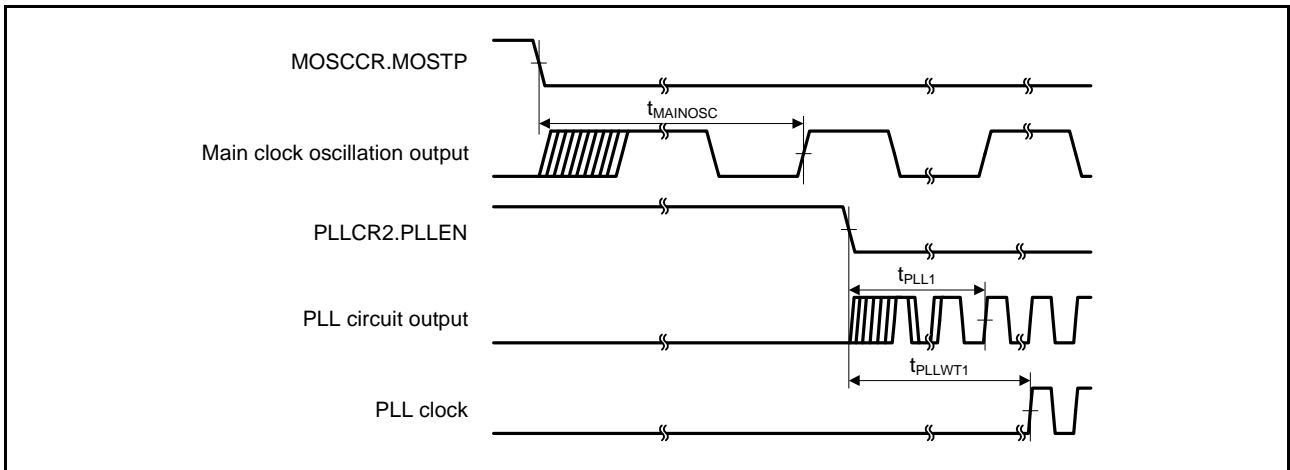 MOSCCR.MOSTP
tMAINOSC
Main clock oscillation output
PLLCR2.PLLEN
tPLL1
PLL circuit output
tPLLWT1
PLL clock